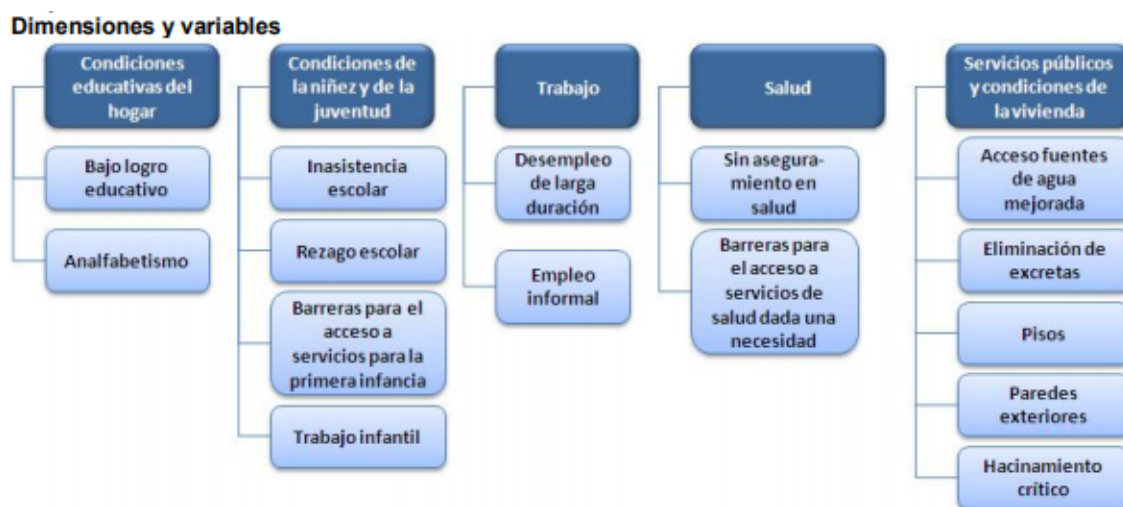 Dimensiones y variables
Condiciones
educativas del
hogar
Bajo logro
educativo
Analfabetismo
Condiciones de
la niñez y de la
juventud
Inasistencia
escolar
Rezago escolar
Barreras para el
acceso a
servicios para la
primera infancia
Trabajo infantil
Trabajo
Desempleo
de larga
duración
Empleo
informal
Salud
Sin asegura-
miento en
salud
Barreras para
el acceso a
servicios de
salud dada una
necesidad
Servicios públicos
y condiciones de
la vivienda
Acceso fuentes
de agua
mejorada
Eliminación de
excretas
Pisos
Paredes
exteriores
Hacinamiento
crítico